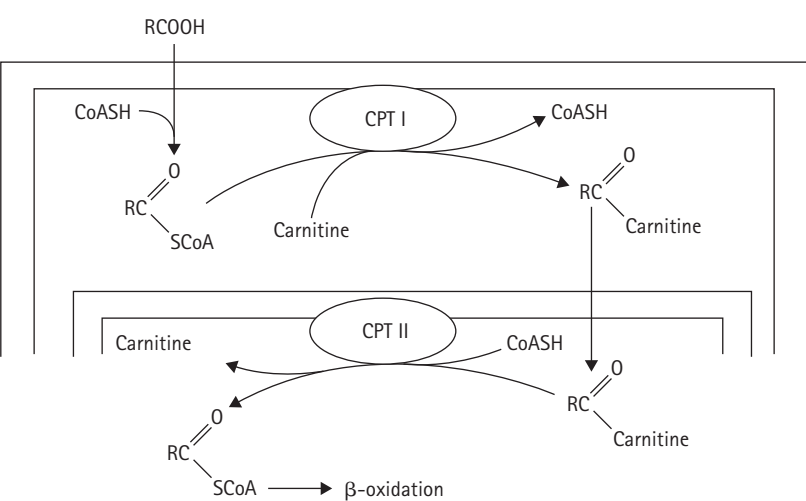 RCOOH
CoASH
CPT I
CoASH
O
RC
SCoA
Carnitine
O
RC
Carnitine
Carnitine
CPT II
CoASH
O
RC
Carnitine
O
RC
SCoA
β-oxidation